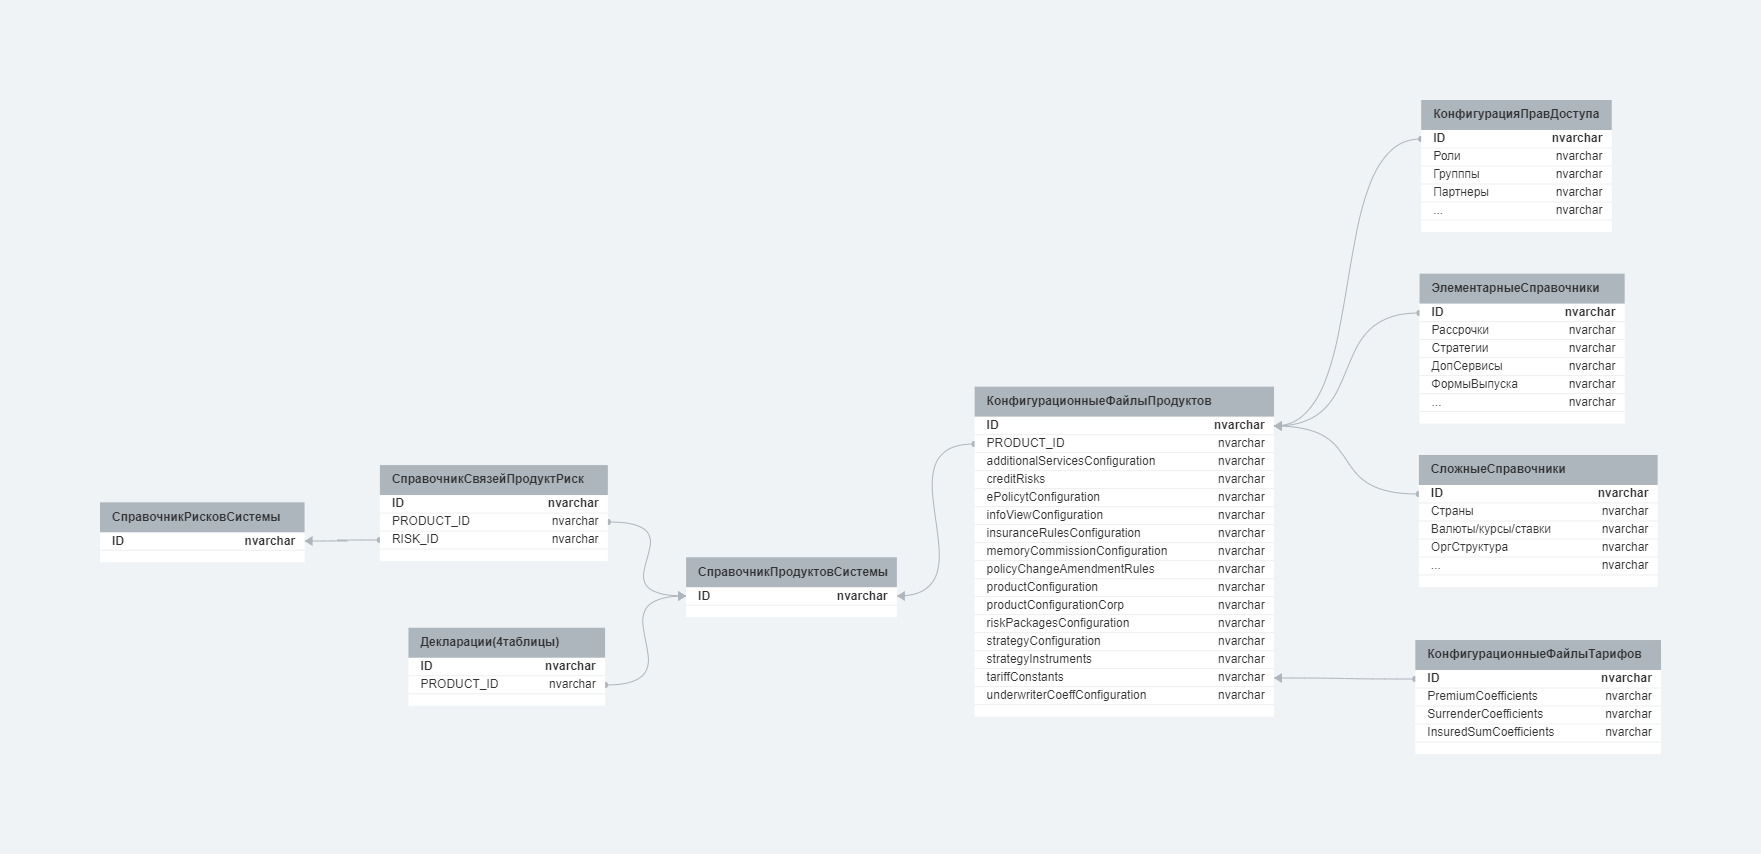 СправочникРисковСистемы
ID nvarchar
СправочникСвязейПродуктРиск
ID nvarchar
PRODUCT_ID nvarchar
RISK_ID nvarchar
Декларации(4таблицы)
ID nvarchar
PRODUCT_ID nvarchar
СправочникПродуктовСистемы
ID nvarchar
КонфигурационныеФайлыПродуктов
ID nvarchar
PRODUCT_ID nvarchar
additionalServicesConfiguration nvarchar
creditRisks nvarchar
ePolicytConfiguration nvarchar
infoViewConfiguration nvarchar
insuranceRulesConfiguration nvarchar
memoryCommissionConfiguration nvarchar
policyChangeAmendmentRules nvarchar
productConfiguration nvarchar
productConfigurationCorp nvarchar
riskPackagesConfiguration nvarchar
strategyConfiguration nvarchar
strategyInstruments nvarchar
tariffConstants nvarchar
underwriterCoeffConfiguration nvarchar
КонфигурацияПравДоступа
ID nvarchar
Роли nvarchar
Групппы nvarchar
Партнеры nvarchar
... nvarchar
ЭлементарныеСправочники
ID nvarchar
Рассрочки nvarchar
Стратегии nvarchar
ДопСервисы nvarchar
ФормыВыпуска nvarchar
... nvarchar
СложныеСправочники
ID nvarchar
Страны nvarchar
Валюты/курсы/ставки nvarchar
ОргСтруктура nvarchar
... nvarchar
КонфигурационныеФайлыТарифов
ID nvarchar
PremiumCoefficients nvarchar
SurrenderCoefficients nvarchar
InsuredSumCoefficients nvarchar